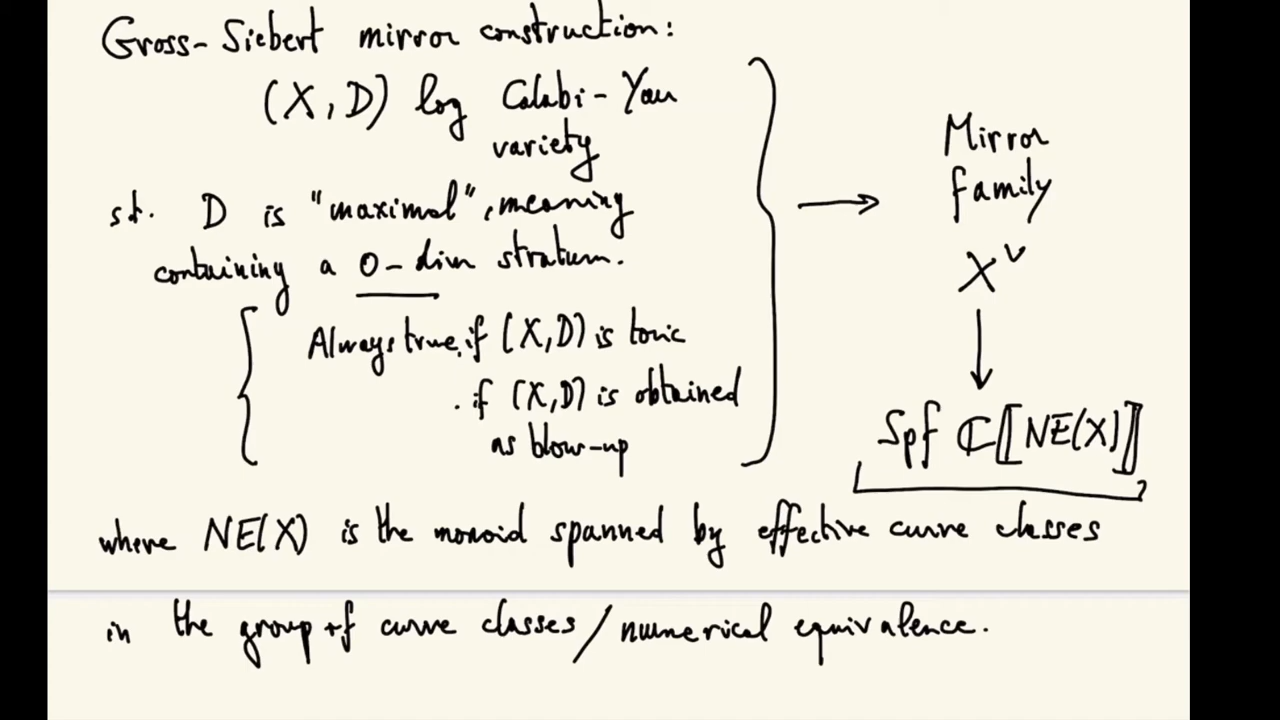 Gross-Siebert mirror construction:
(X, D) log Calabi-Yau
variety
st. D is "maximal", meaning
containing a 0-dim stratum.
Always true, if (X,D) is toric
. if (X,D) is obtained
as blow-up
Mirror
family
X^∨
Spf ℂ[[NE(X)]]
where NE(X) is the monoid spanned by effective curve classes
in the group of curve classes / numerical equivalence.